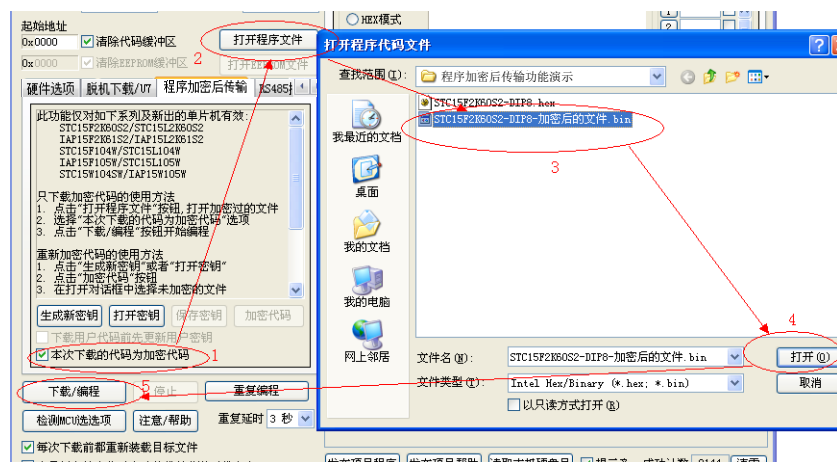 起始地址
0x0000 清除代码缓冲区 2 打开程序文件
0x0000 清除EEPROM缓冲区 打开EEPROM文件
HEX模式
1
2
硬件选项 脱机下载/U7 程序加密后传输 RS485
此功能仅对如下系列及新出的单片机有效:
STC15F2K60S2/STC15L2K60S2
IAP15F2K61S2/IAP15L2K61S2
STC15F104W/STC15L104W
IAP15F105W/STC15L105W
STC15W104SW/IAP15W105W
只下载加密代码的使用方法
1. 点击"打开程序文件"按钮,打开加密过的文件
2. 选择"本次下载的代码为加密代码"选项
3. 点击"下载/编程"按钮开始编程
重新加密代码的使用方法
1. 点击"生成新密钥"或者"打开密钥"
2. 点击"加密代码"按钮
3. 在打开对话框中选择未加密的文件
生成新密钥 打开密钥 保存密钥 加密代码
下载用户代码前先更新用户密钥
本次下载的代码为加密代码 1
下载/编程 5 停止 重复编程
检测MCU选选项 注意/帮助 重复延时 3 秒
每次下载前都重新装载目标文件
打开程序代码文件
查找范围(I): 程序加密后传输功能演示
STC15F2K60S2-DIP8.hex
STC15F2K60S2-DIP8-加密后的文件.bin
3
我最近的文档
桌面
我的文档
我的电脑
网上邻居
4
文件名(N): STC15F2K60S2-DIP8-加密后的文件.bin 打开(O)
文件类型(T): Intel Hex/Binary (*.hex; *.bin) 取消
以只读方式打开(R)